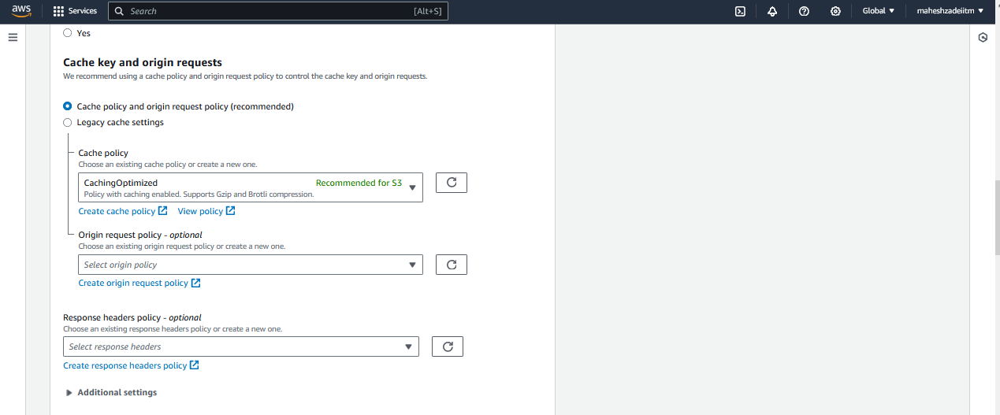 aws Services Search [Alt+S] Global maheshzadeiitm
Yes
Cache key and origin requests
We recommend using a cache policy and origin request policy to control the cache key and origin requests.
Cache policy and origin request policy (recommended)
Legacy cache settings
Cache policy
Choose an existing cache policy or create a new one.
CachingOptimized Recommended for S3
Policy with caching enabled. Supports Gzip and Brotli compression.
Create cache policy View policy
Origin request policy - optional
Choose an existing origin request policy or create a new one.
Select origin policy
Create origin request policy
Response headers policy - optional
Choose an existing response headers policy or create a new one.
Select response headers
Create response headers policy
Additional settings